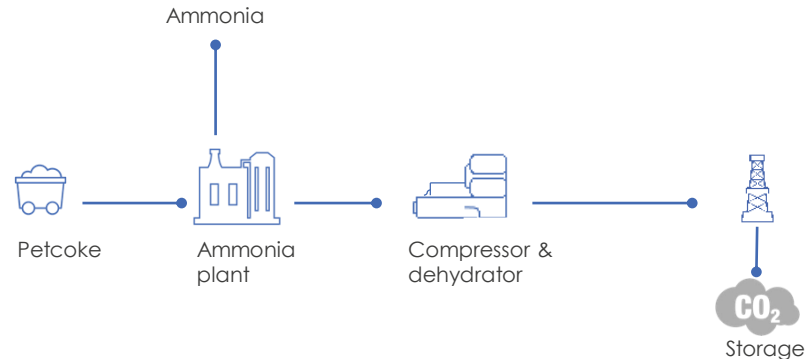 Ammonia
Petcoke
Ammonia
plant
Compressor &
dehydrator
CO₂
Storage